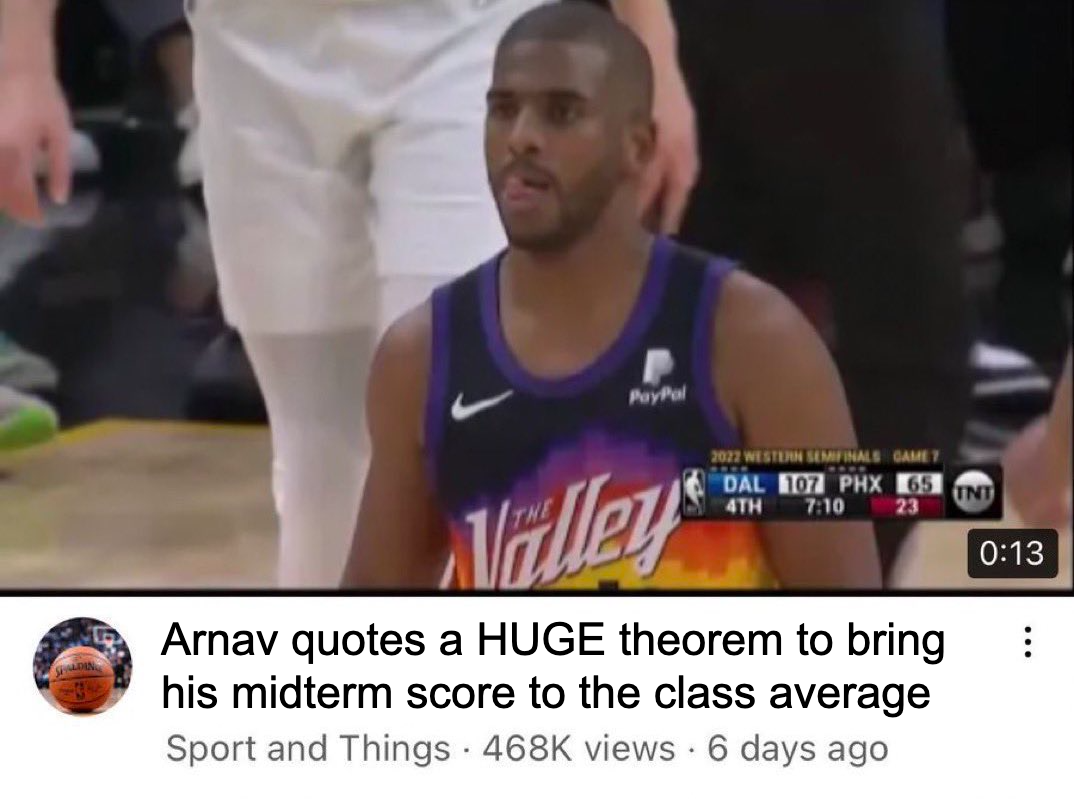 PayPal
THE
Valley
2022 WESTERN SEMIFINALS GAME 7
DAL 107 PHX 65
4TH 7:10 23
TNT
0:13
SPALDING
Arnav quotes a HUGE theorem to bring
his midterm score to the class average
Sport and Things · 468K views · 6 days ago